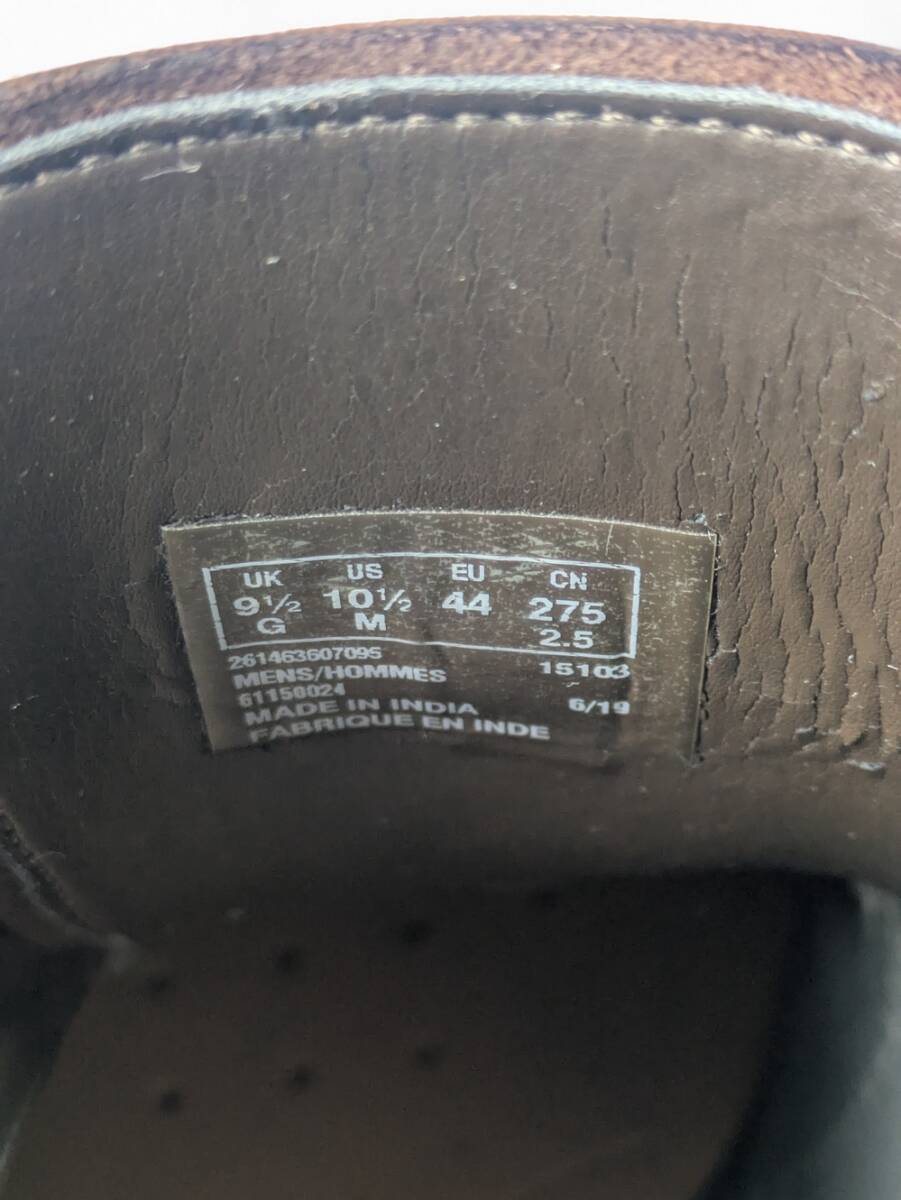 UK US EU CN
9½ 10½ 44 275
G M 2.5
261463607095 15103
MENS/HOMMES
61150024 6/19
MADE IN INDIA
FABRIQUE EN INDE